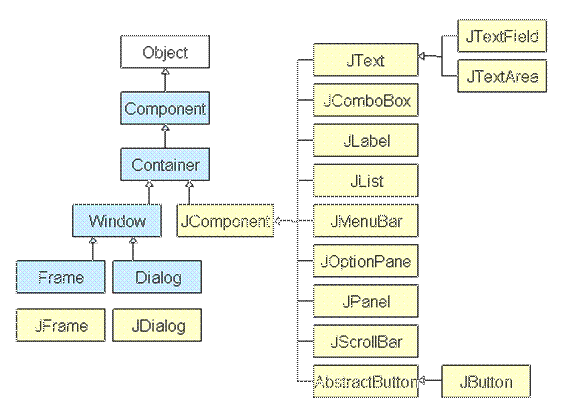 Object
Component
Container
Window
JComponent
Frame
Dialog
JFrame
JDialog
JText
JComboBox
JLabel
JList
JMenuBar
JOptionPane
JPanel
JScrollBar
AbstractButton
JTextField
JTextArea
JButton